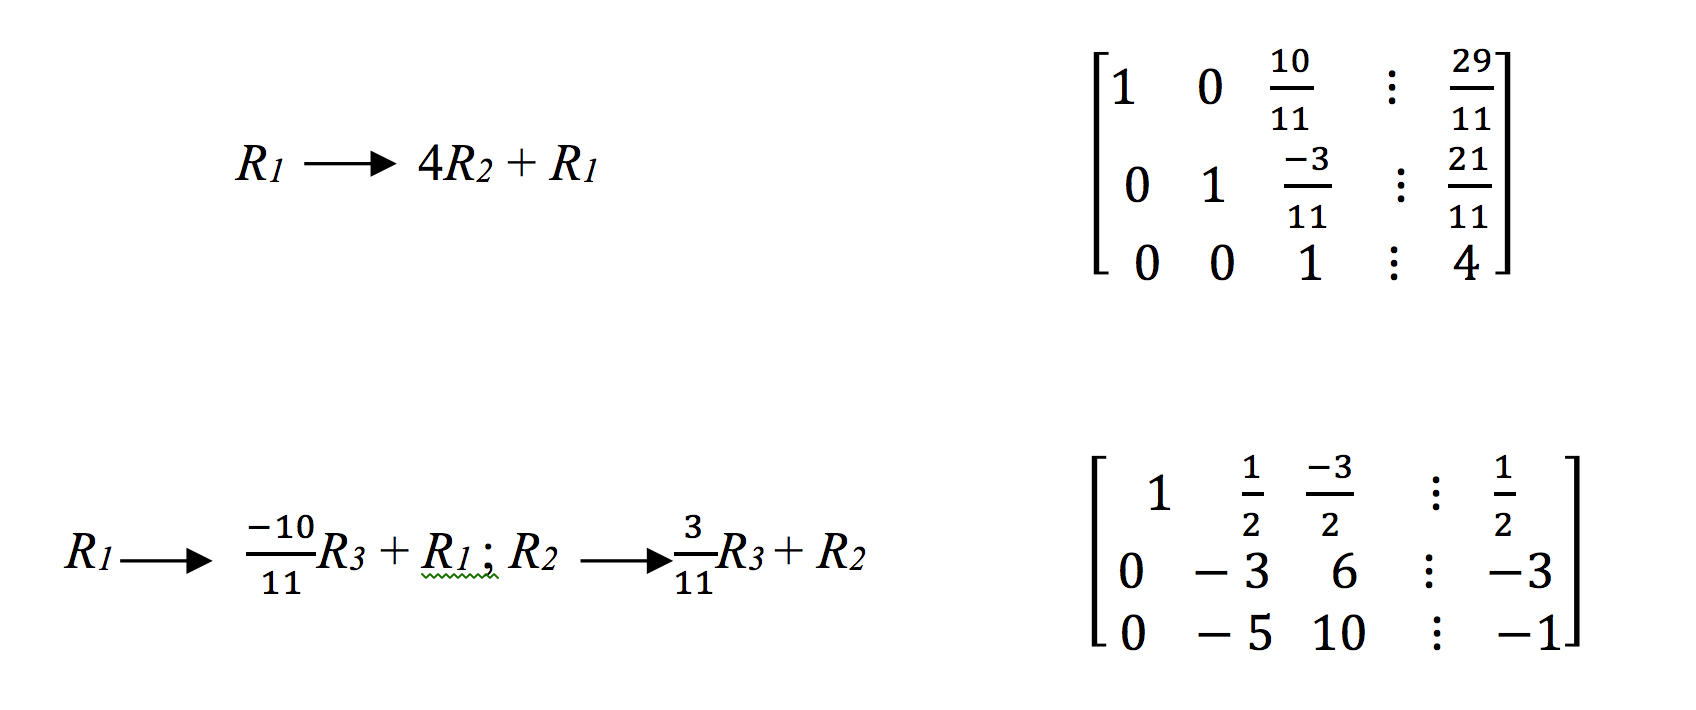 R₁ ⟶ 4R₂ + R₁
[1 0 10/11 ⋮ 29/11
0 1 −3/11 ⋮ 21/11
0 0 1 ⋮ 4]
R₁ ⟶ −10/11 R₃ + R₁ ; R₂ ⟶ 3/11 R₃ + R₂
[1 1/2 −3/2 ⋮ 1/2
0 −3 6 ⋮ −3
0 −5 10 ⋮ −1]